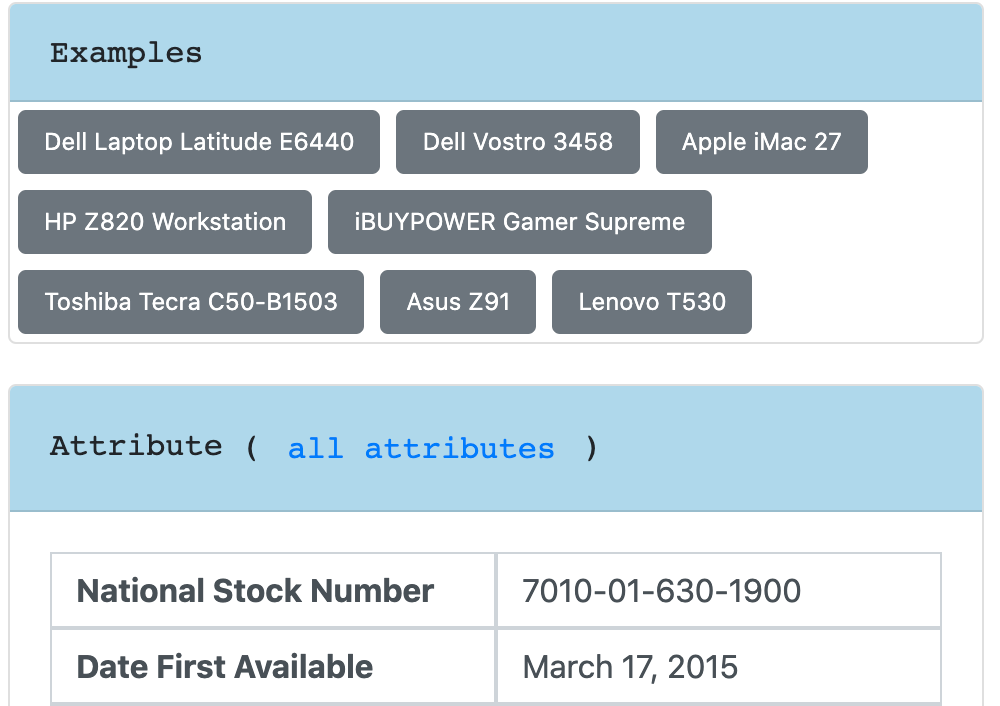 Examples
Dell Laptop Latitude E6440 Dell Vostro 3458 Apple iMac 27
HP Z820 Workstation iBUYPOWER Gamer Supreme
Toshiba Tecra C50-B1503 Asus Z91 Lenovo T530
Attribute ( all attributes )
National Stock Number 7010-01-630-1900
Date First Available March 17, 2015